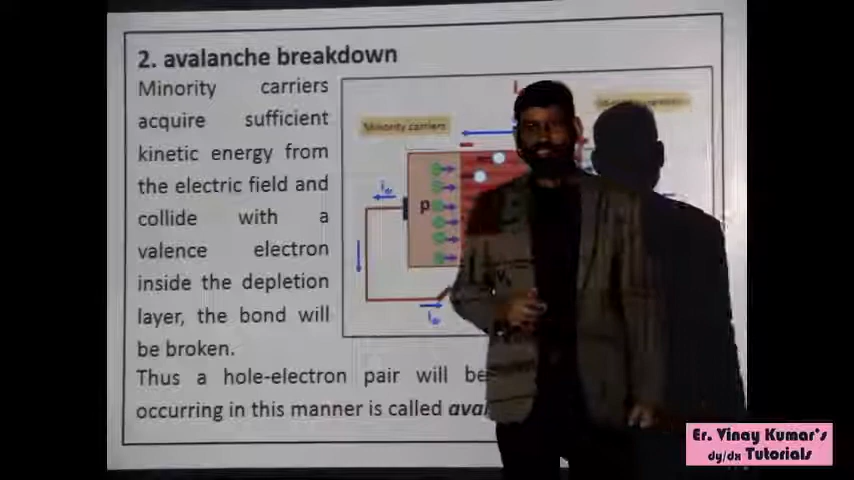 2. avalanche breakdown
Minority carriers
acquire sufficient
kinetic energy from
the electric field and
collide with a
valence electron
inside the depletion
layer, the bond will
be broken.
Thus a hole-electron pair will be
occurring in this manner is called
Minority carriers
p
Er. Vinay Kumar's
dy/dx Tutorials